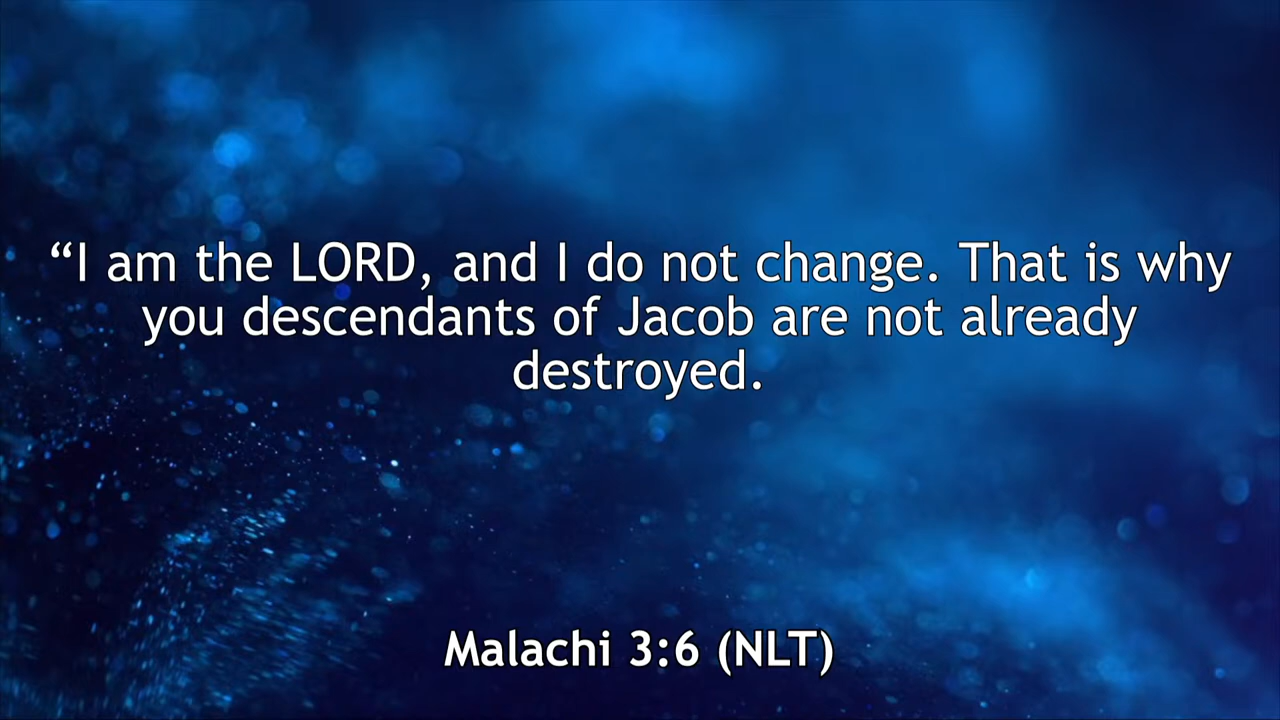 “I am the LORD, and I do not change. That is why
you descendants of Jacob are not already
destroyed.
Malachi 3:6 (NLT)